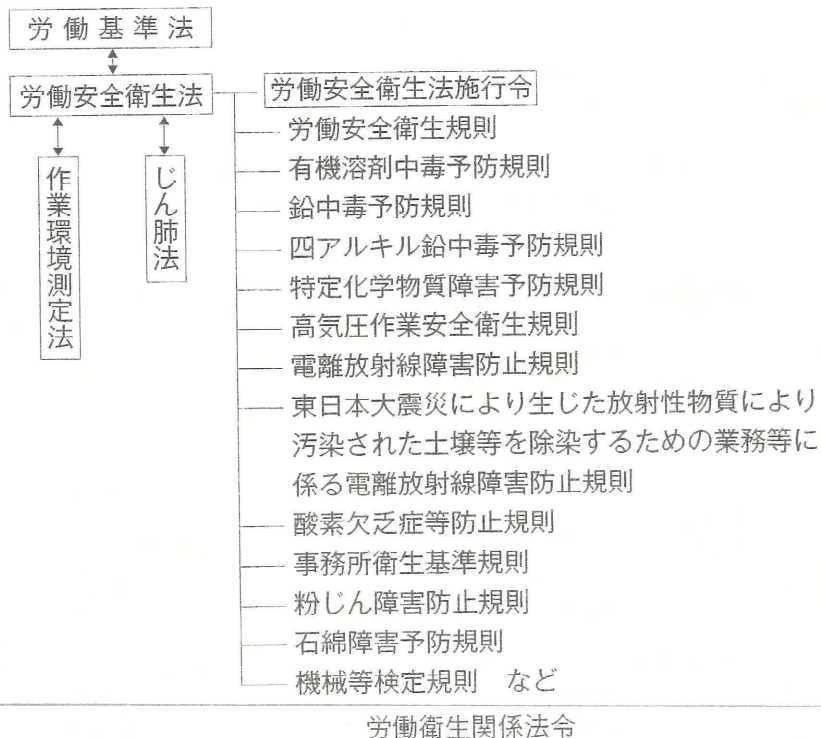 労働基準法
労働安全衛生法
作業環境測定法
じん肺法
労働安全衛生法施行令
労働安全衛生規則
有機溶剤中毒予防規則
鉛中毒予防規則
四アルキル鉛中毒予防規則
特定化学物質障害予防規則
高気圧作業安全衛生規則
電離放射線障害防止規則
東日本大震災により生じた放射性物質により
汚染された土壌等を除染するための業務等に
係る電離放射線障害防止規則
酸素欠乏症等防止規則
事務所衛生基準規則
粉じん障害防止規則
石綿障害予防規則
機械等検定規則 など
労働衛生関係法令